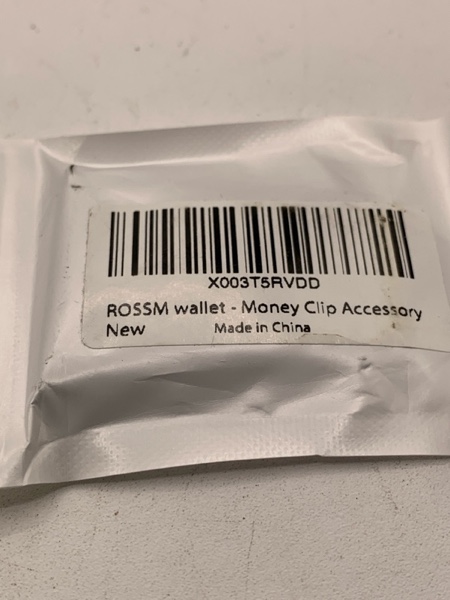 X003T5RVDD
ROSSM wallet - Money Clip Accessory
New Made in China